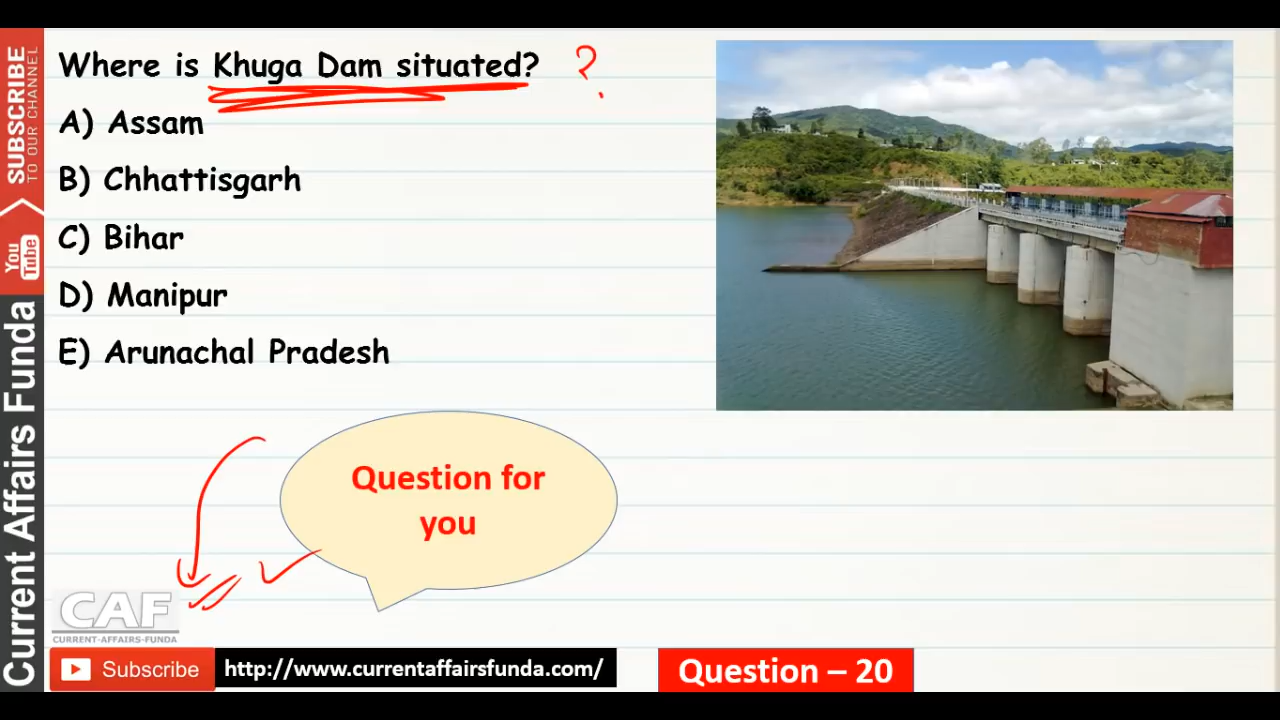 Where is Khuga Dam situated? ?
A) Assam
B) Chhattisgarh
C) Bihar
D) Manipur
E) Arunachal Pradesh
Question for
you
SUBSCRIBE
TO OUR CHANNEL
You
Tube
Current Affairs Funda
CAF
CURRENT-AFFAIRS-FUNDA
Subscribe
http://www.currentaffairsfunda.com/
Question – 20